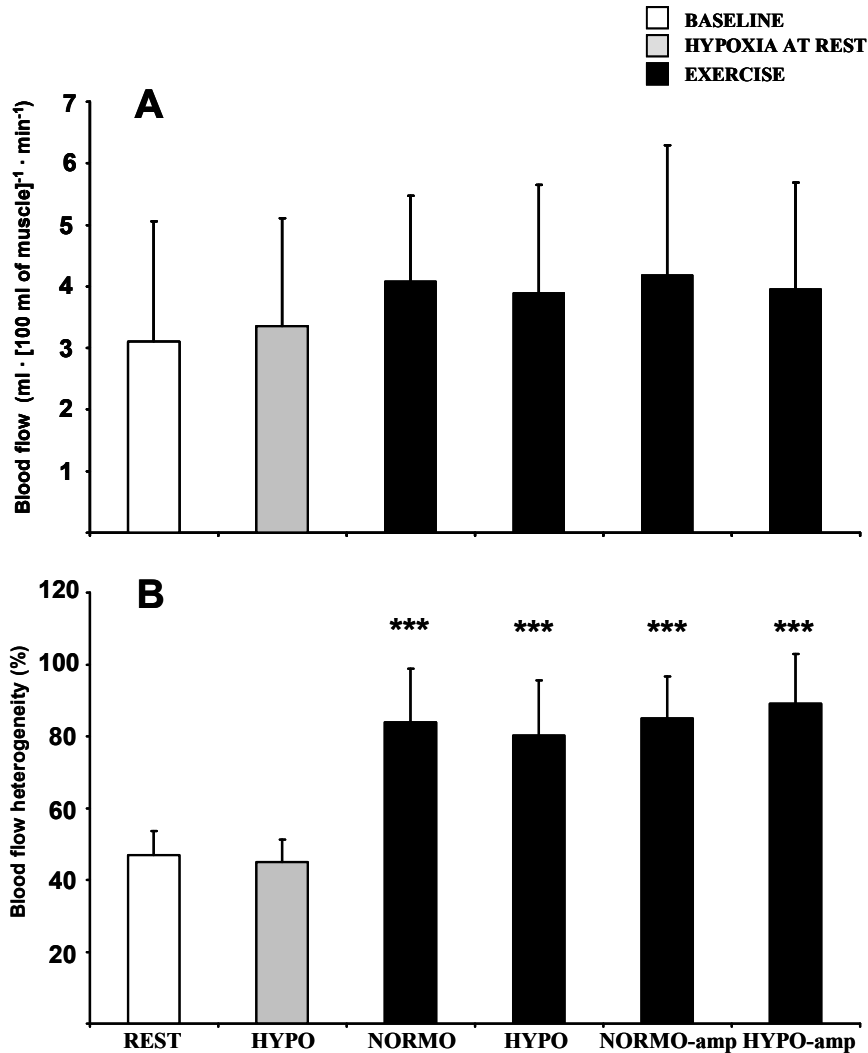 BASELINE
HYPOXIA AT REST
EXERCISE
A
Blood flow (ml · [100 ml of muscle]⁻¹ · min⁻¹)
7
6
5
4
3
2
1
B
Blood flow heterogeneity (%)
120
100
80
60
40
20
*** *** *** ***
REST HYPO NORMO HYPO NORMO-amp HYPO-amp